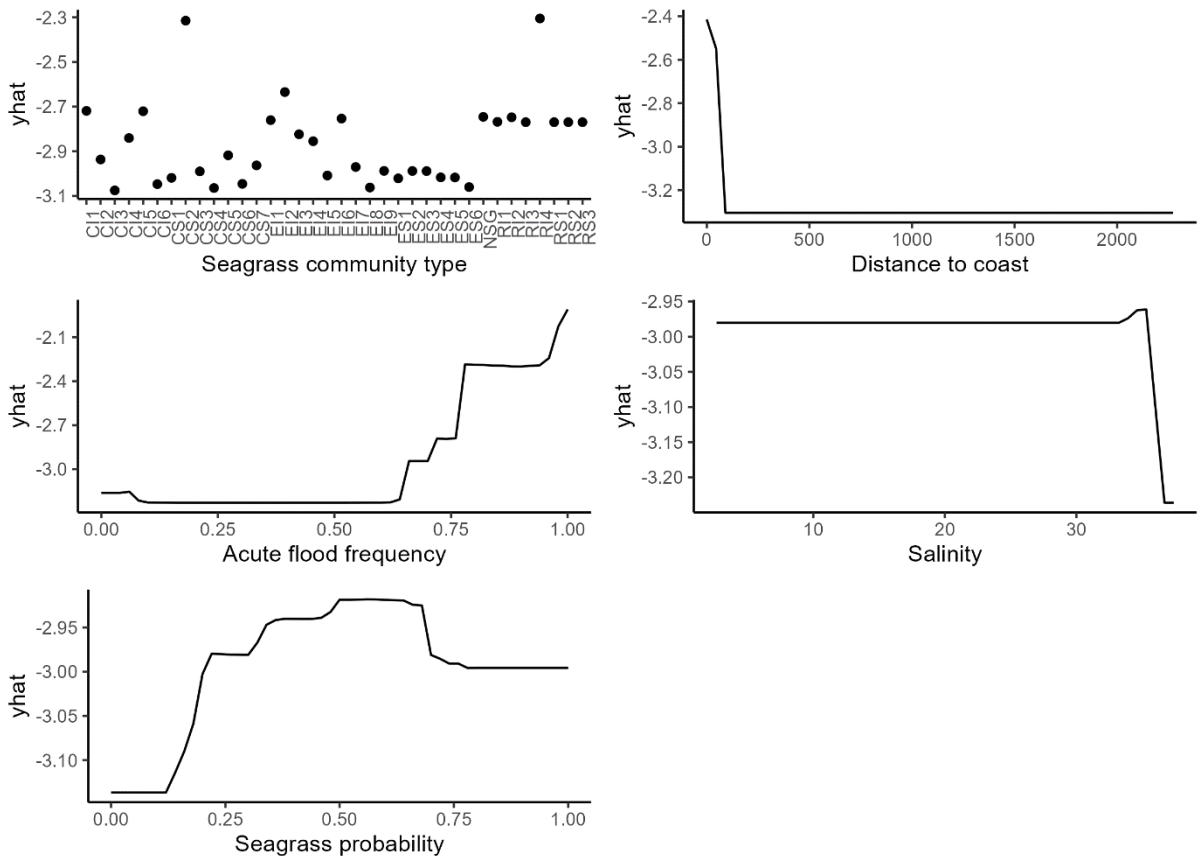 -2.3
-2.5
-2.7
-2.9
-3.1
yhat
CI1 CI2 CI3 CI4 CI5 CI6 CS1 CS2 CS3 CS4 CS5 CS6 CS7 EI1 EI2 EI3 EI4 EI5 EI6 EI7 EI8 EI9 ES1 ES2 ES3 ES4 ES5 ES6 NSG RI1 RI2 RI3 RI4 RS1 RS2 RS3
Seagrass community type
-2.4
-2.6
-2.8
-3.0
-3.2
yhat
0 500 1000 1500 2000
Distance to coast
-2.1
-2.4
-2.7
-3.0
yhat
0.00 0.25 0.50 0.75 1.00
Acute flood frequency
-2.95
-3.00
-3.05
-3.10
-3.15
-3.20
yhat
10 20 30
Salinity
-2.95
-3.00
-3.05
-3.10
yhat
0.00 0.25 0.50 0.75 1.00
Seagrass probability